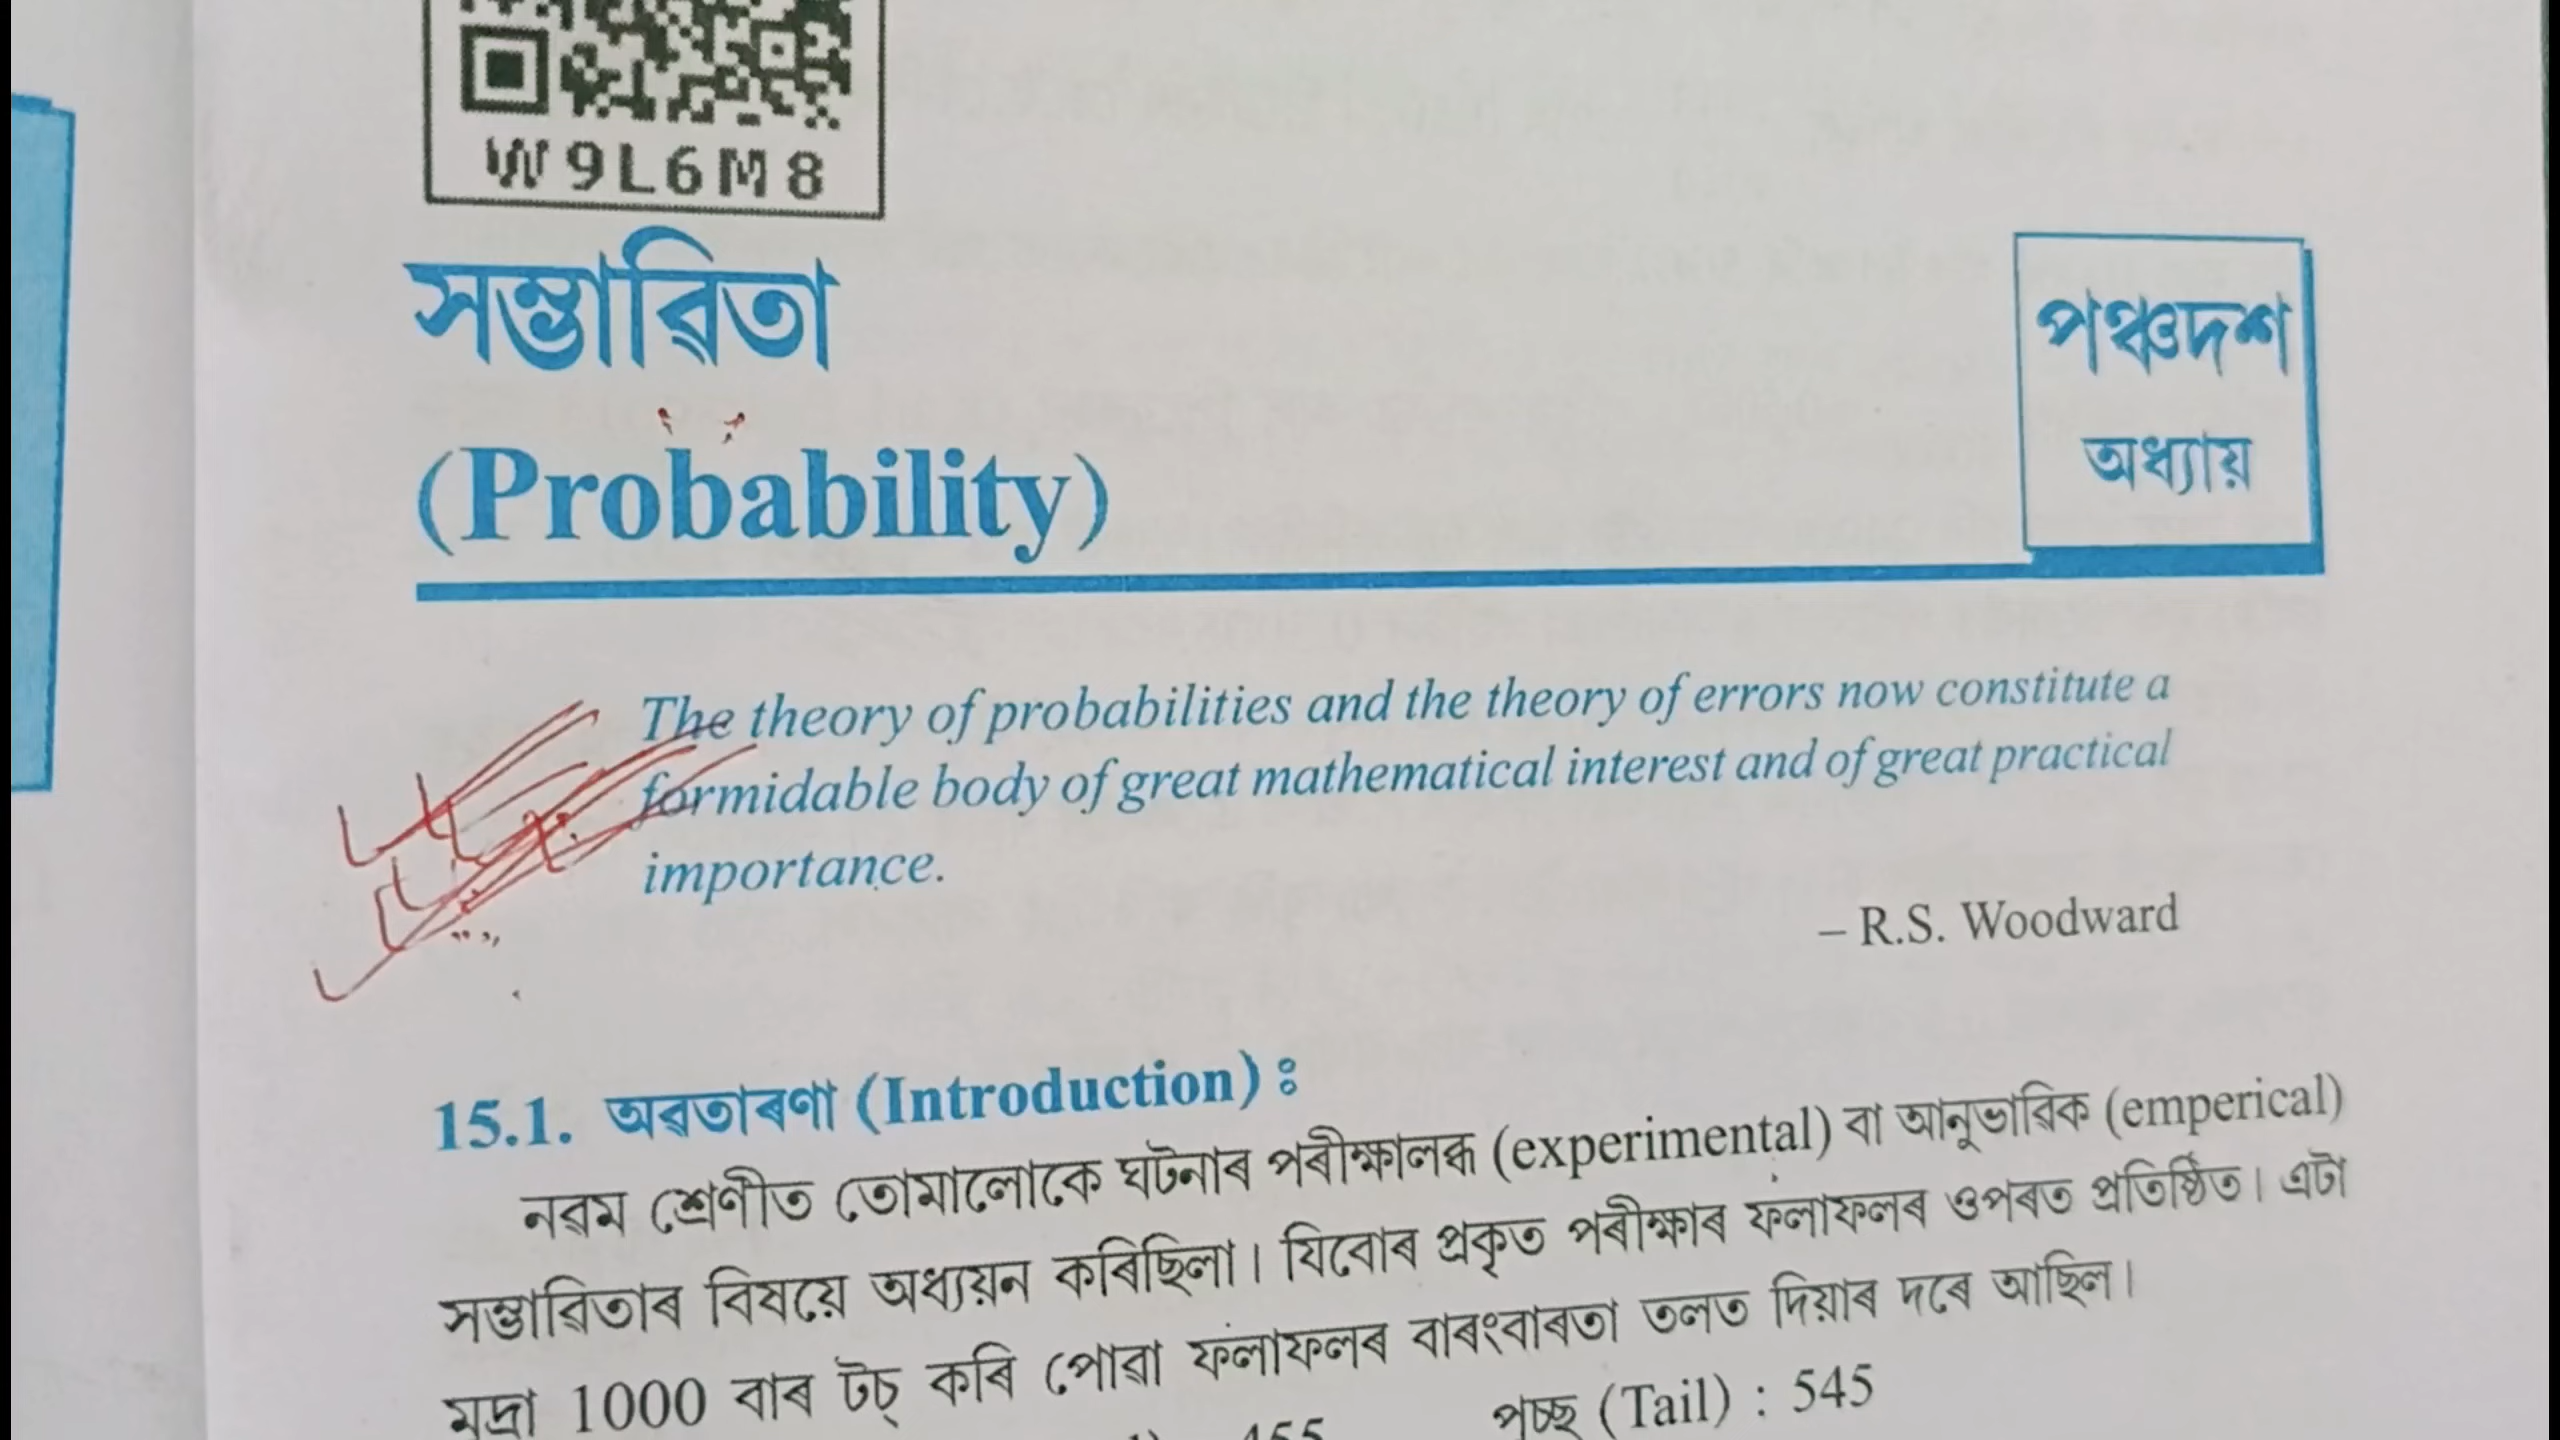 W9L6M8
সম্ভাৱিতা
(Probability)
পঞ্চদশ
অধ্যায়
The theory of probabilities and the theory of errors now constitute a
formidable body of great mathematical interest and of great practical
importance.
– R.S. Woodward
15.1. অৱতাৰণা (Introduction) ঃ
নৱম শ্ৰেণীত তোমালোকে ঘটনাৰ পৰীক্ষালব্ধ (experimental) বা আনুভাৱিক (emperical)
সম্ভাৱিতাৰ বিষয়ে অধ্যয়ন কৰিছিলা। যিবোৰ প্ৰকৃত পৰীক্ষাৰ ফলাফলৰ ওপৰত প্ৰতিষ্ঠিত। এটা
মুদ্ৰা 1000 বাৰ টচ্ কৰি পোৱা ফলাফলৰ বাৰংবাৰতা তলত দিয়াৰ দৰে আছিল।
455 পুচ্ছ (Tail) : 545